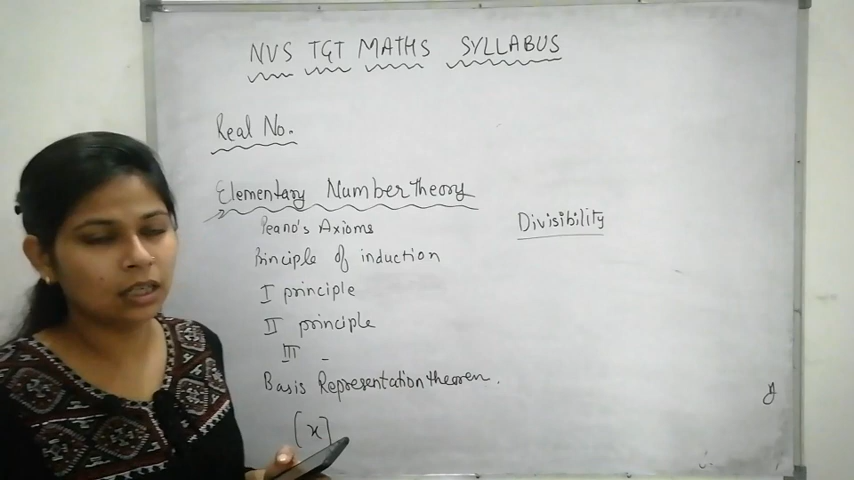 NVS TGT MATHS SYLLABUS
Real No.
Elementary Number theory
Peano's Axioms
Principle of induction
I principle
II principle
III -
Basis Representation theorem.
[x]
Divisibility